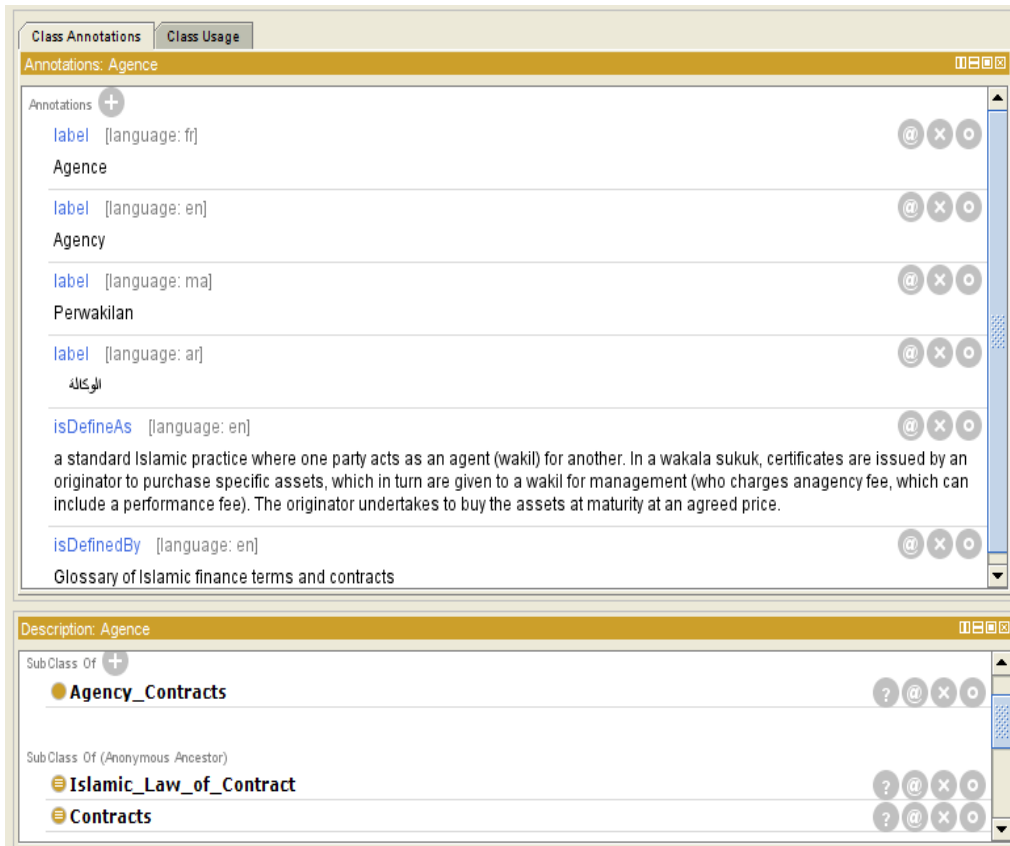 Class Annotations Class Usage
Annotations: Agence
Annotations
label [language: fr]
Agence
label [language: en]
Agency
label [language: ma]
Perwakilan
label [language: ar]
الوكالة
isDefineAs [language: en]
a standard Islamic practice where one party acts as an agent (wakil) for another. In a wakala sukuk, certificates are issued by an
originator to purchase specific assets, which in turn are given to a wakil for management (who charges anagency fee, which can
include a performance fee). The originator undertakes to buy the assets at maturity at an agreed price.
isDefinedBy [language: en]
Glossary of Islamic finance terms and contracts
Description: Agence
SubClass Of
Agency_Contracts
SubClass Of (Anonymous Ancestor)
Islamic_Law_of_Contract
Contracts